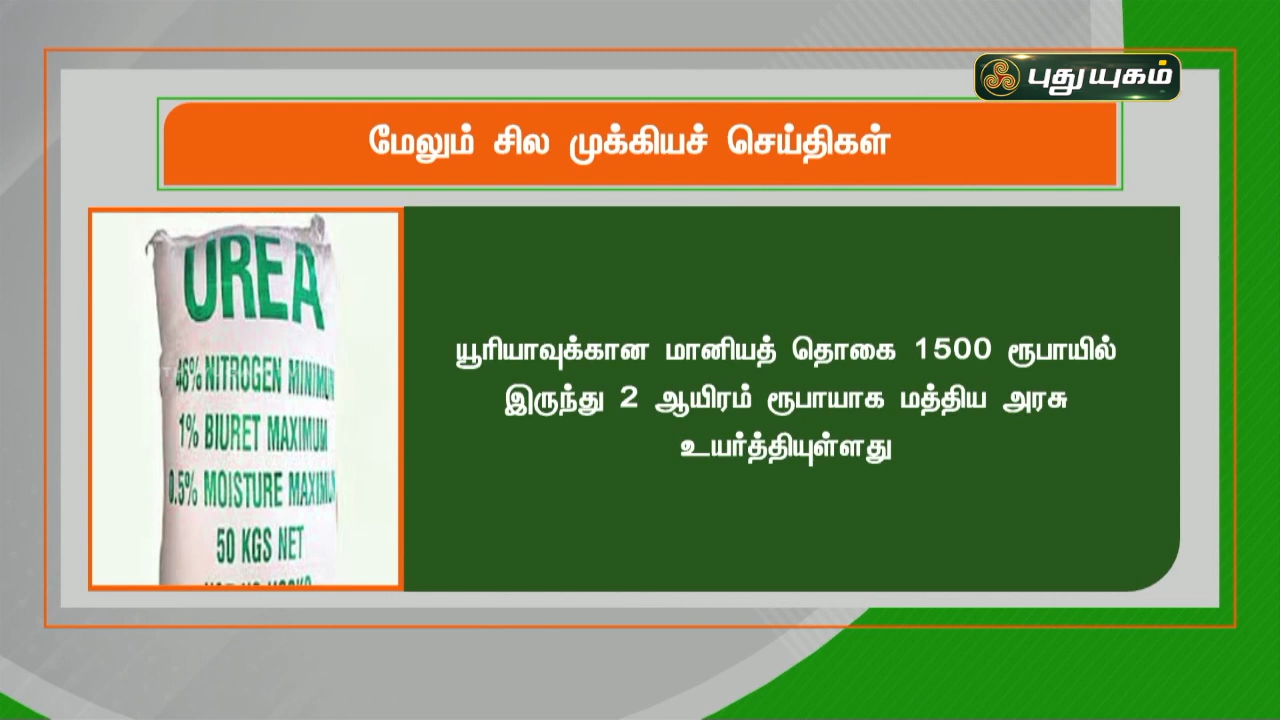 புதுயுகம்
மேலும் சில முக்கியச் செய்திகள்
UREA
46% NITROGEN MINIMUM
1% BIURET MAXIMUM
0.5% MOISTURE MAXIMUM
50 KGS NET
யூரியாவுக்கான மானியத் தொகை 1500 ரூபாயில்
இருந்து 2 ஆயிரம் ரூபாயாக மத்திய அரசு
உயர்த்தியுள்ளது